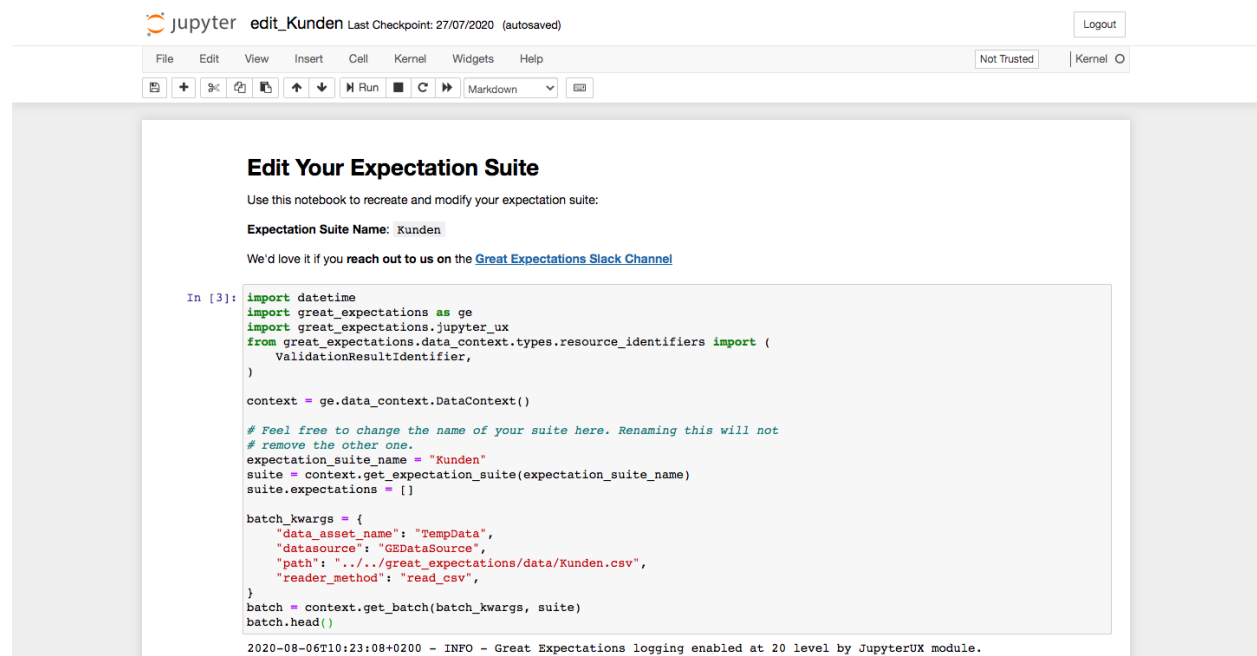 jupyter edit_Kunden Last Checkpoint: 27/07/2020 (autosaved)
Logout
File Edit View Insert Cell Kernel Widgets Help
Not Trusted
Kernel
Run
Markdown
Edit Your Expectation Suite
Use this notebook to recreate and modify your expectation suite:
Expectation Suite Name: Kunden
We'd love it if you reach out to us on the Great Expectations Slack Channel
In [3]:
import datetime
import great_expectations as ge
import great_expectations.jupyter_ux
from great_expectations.data_context.types.resource_identifiers import (
    ValidationResultIdentifier,
)
context = ge.data_context.DataContext()
# Feel free to change the name of your suite here. Renaming this will not
# remove the other one.
expectation_suite_name = "Kunden"
suite = context.get_expectation_suite(expectation_suite_name)
suite.expectations = []
batch_kwargs = {
    "data_asset_name": "TempData",
    "datasource": "GEDataSource",
    "path": "../../great_expectations/data/Kunden.csv",
    "reader_method": "read_csv",
}
batch = context.get_batch(batch_kwargs, suite)
batch.head()
2020-08-06T10:23:08+0200 - INFO - Great Expectations logging enabled at 20 level by JupyterUX module.